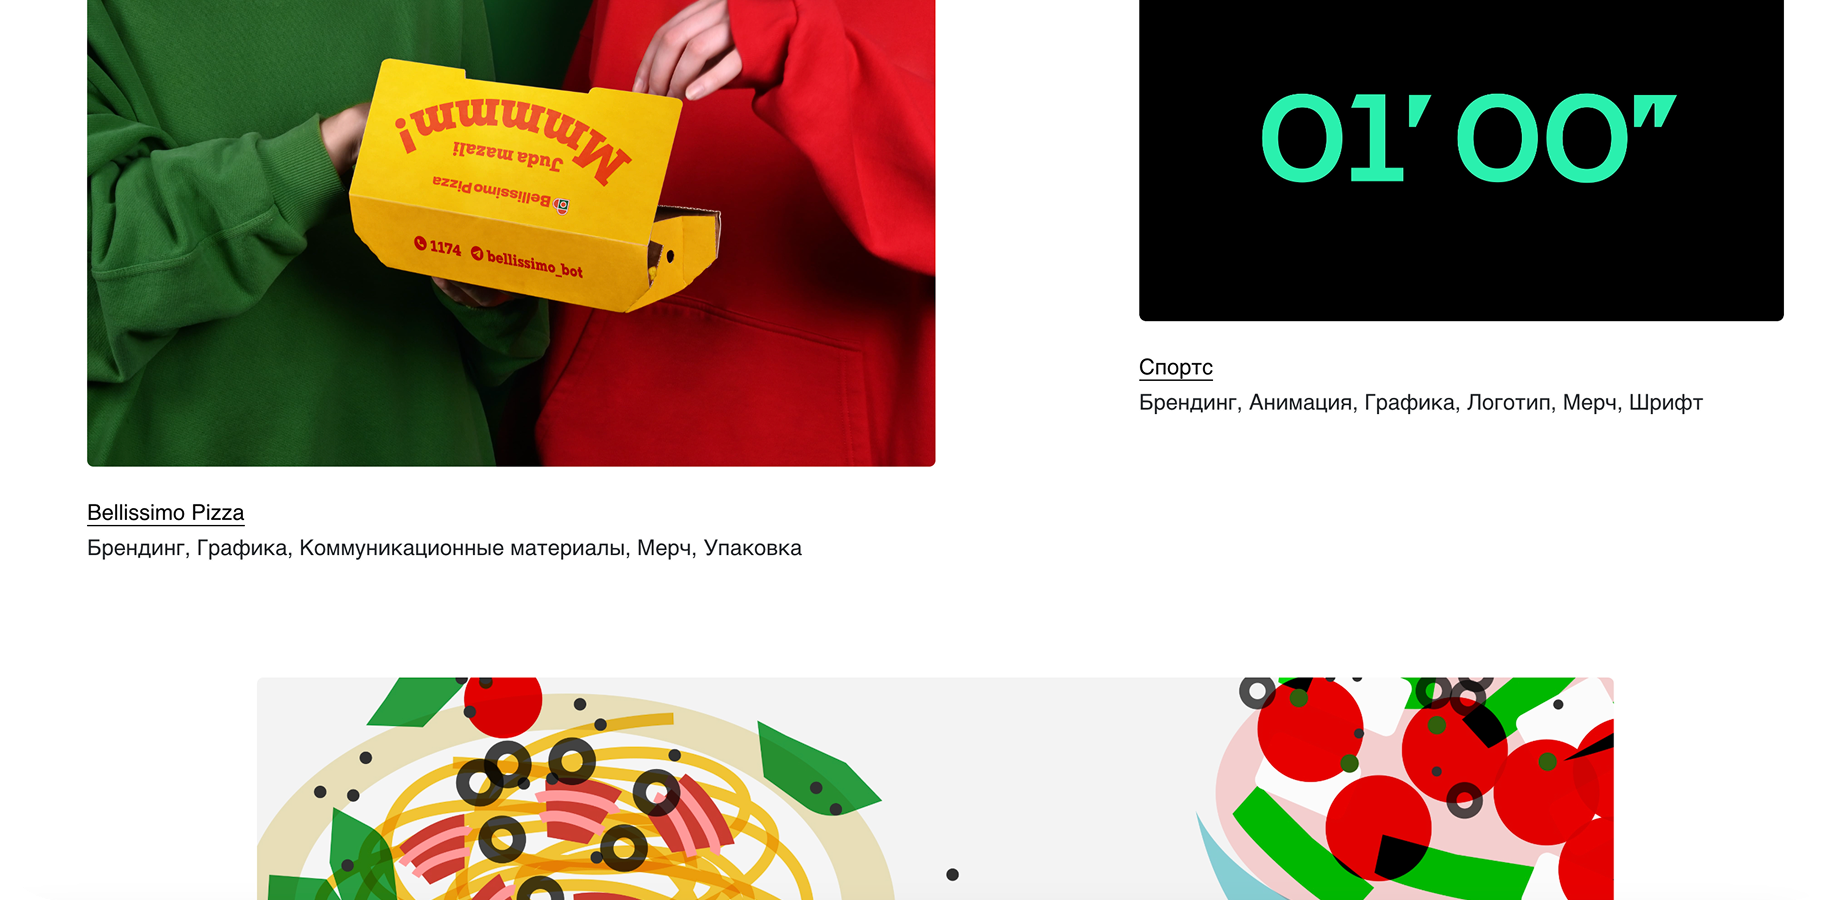 Mmmmm!
Juda mazali
Bellissimo Pizza
1174 bellissimo_bot
01′ 00″
Спортс
Брендинг, Анимация, Графика, Логотип, Мерч, Шрифт
Bellissimo Pizza
Брендинг, Графика, Коммуникационные материалы, Мерч, Упаковка